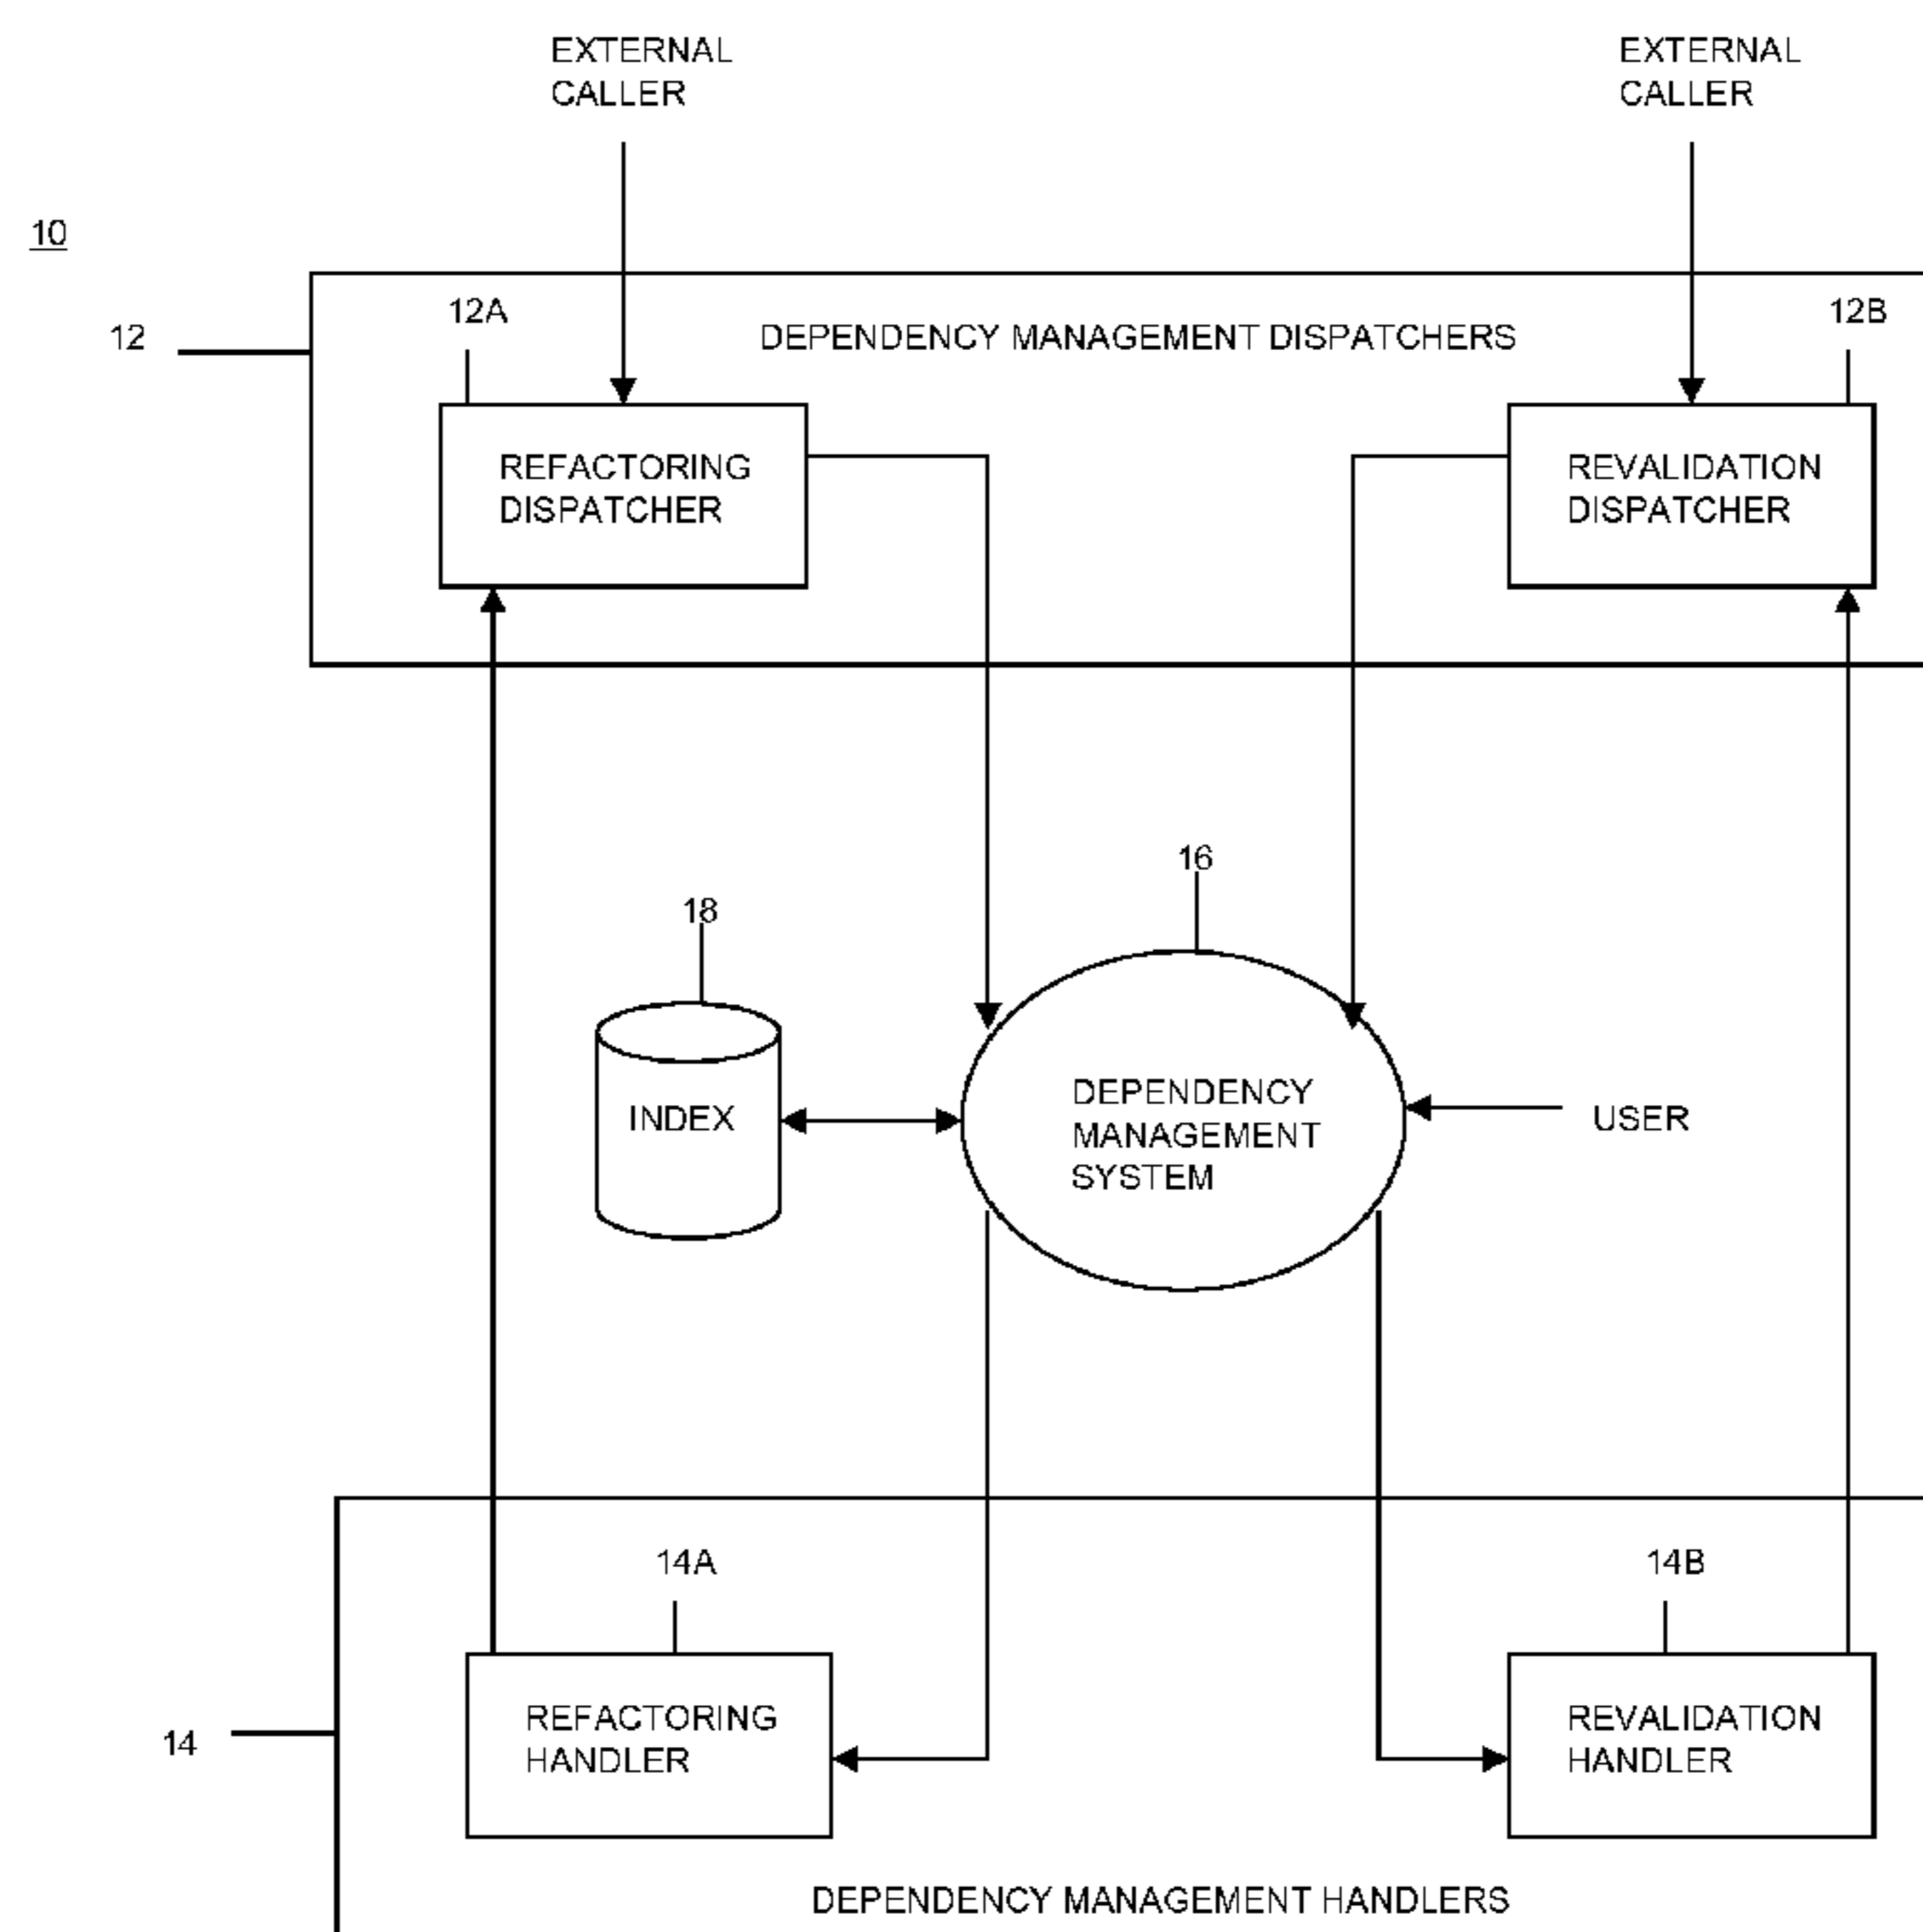 EXTERNAL
CALLER
EXTERNAL
CALLER
10
12
12A
DEPENDENCY MANAGEMENT DISPATCHERS
12B
REFACTORING
DISPATCHER
REVALIDATION
DISPATCHER
16
18
INDEX
DEPENDENCY
MANAGEMENT
SYSTEM
USER
14A
14B
14
REFACTORING
HANDLER
REVALIDATION
HANDLER
DEPENDENCY MANAGEMENT HANDLERS